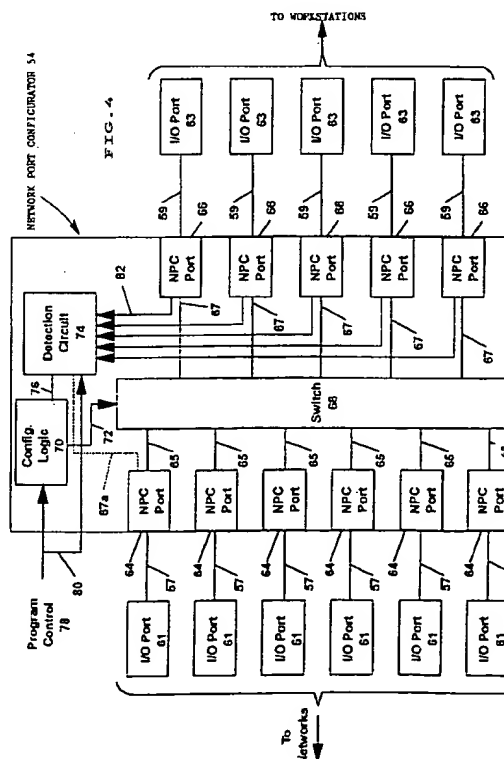 NETWORK PORT CONFIGURATOR 54
FIG-4
TO WORKSTATIONS
Program
Control
78
80
Config.
Logic
70
76
72
67a
Detection
Circuit
74
82
To
Networks
I/O Port
61
57
64
NPC
Port
65
I/O Port
61
57
64
NPC
Port
65
I/O Port
61
57
64
NPC
Port
65
I/O Port
61
57
64
NPC
Port
65
I/O Port
61
57
64
NPC
Port
65
I/O Port
61
57
64
NPC
Port
Switch
68
67
NPC
Port
66
59
I/O Port
63
67
NPC
Port
66
59
I/O Port
63
67
NPC
Port
66
59
I/O Port
63
67
NPC
Port
66
59
I/O Port
63
67
NPC
Port
66
59
I/O Port
63